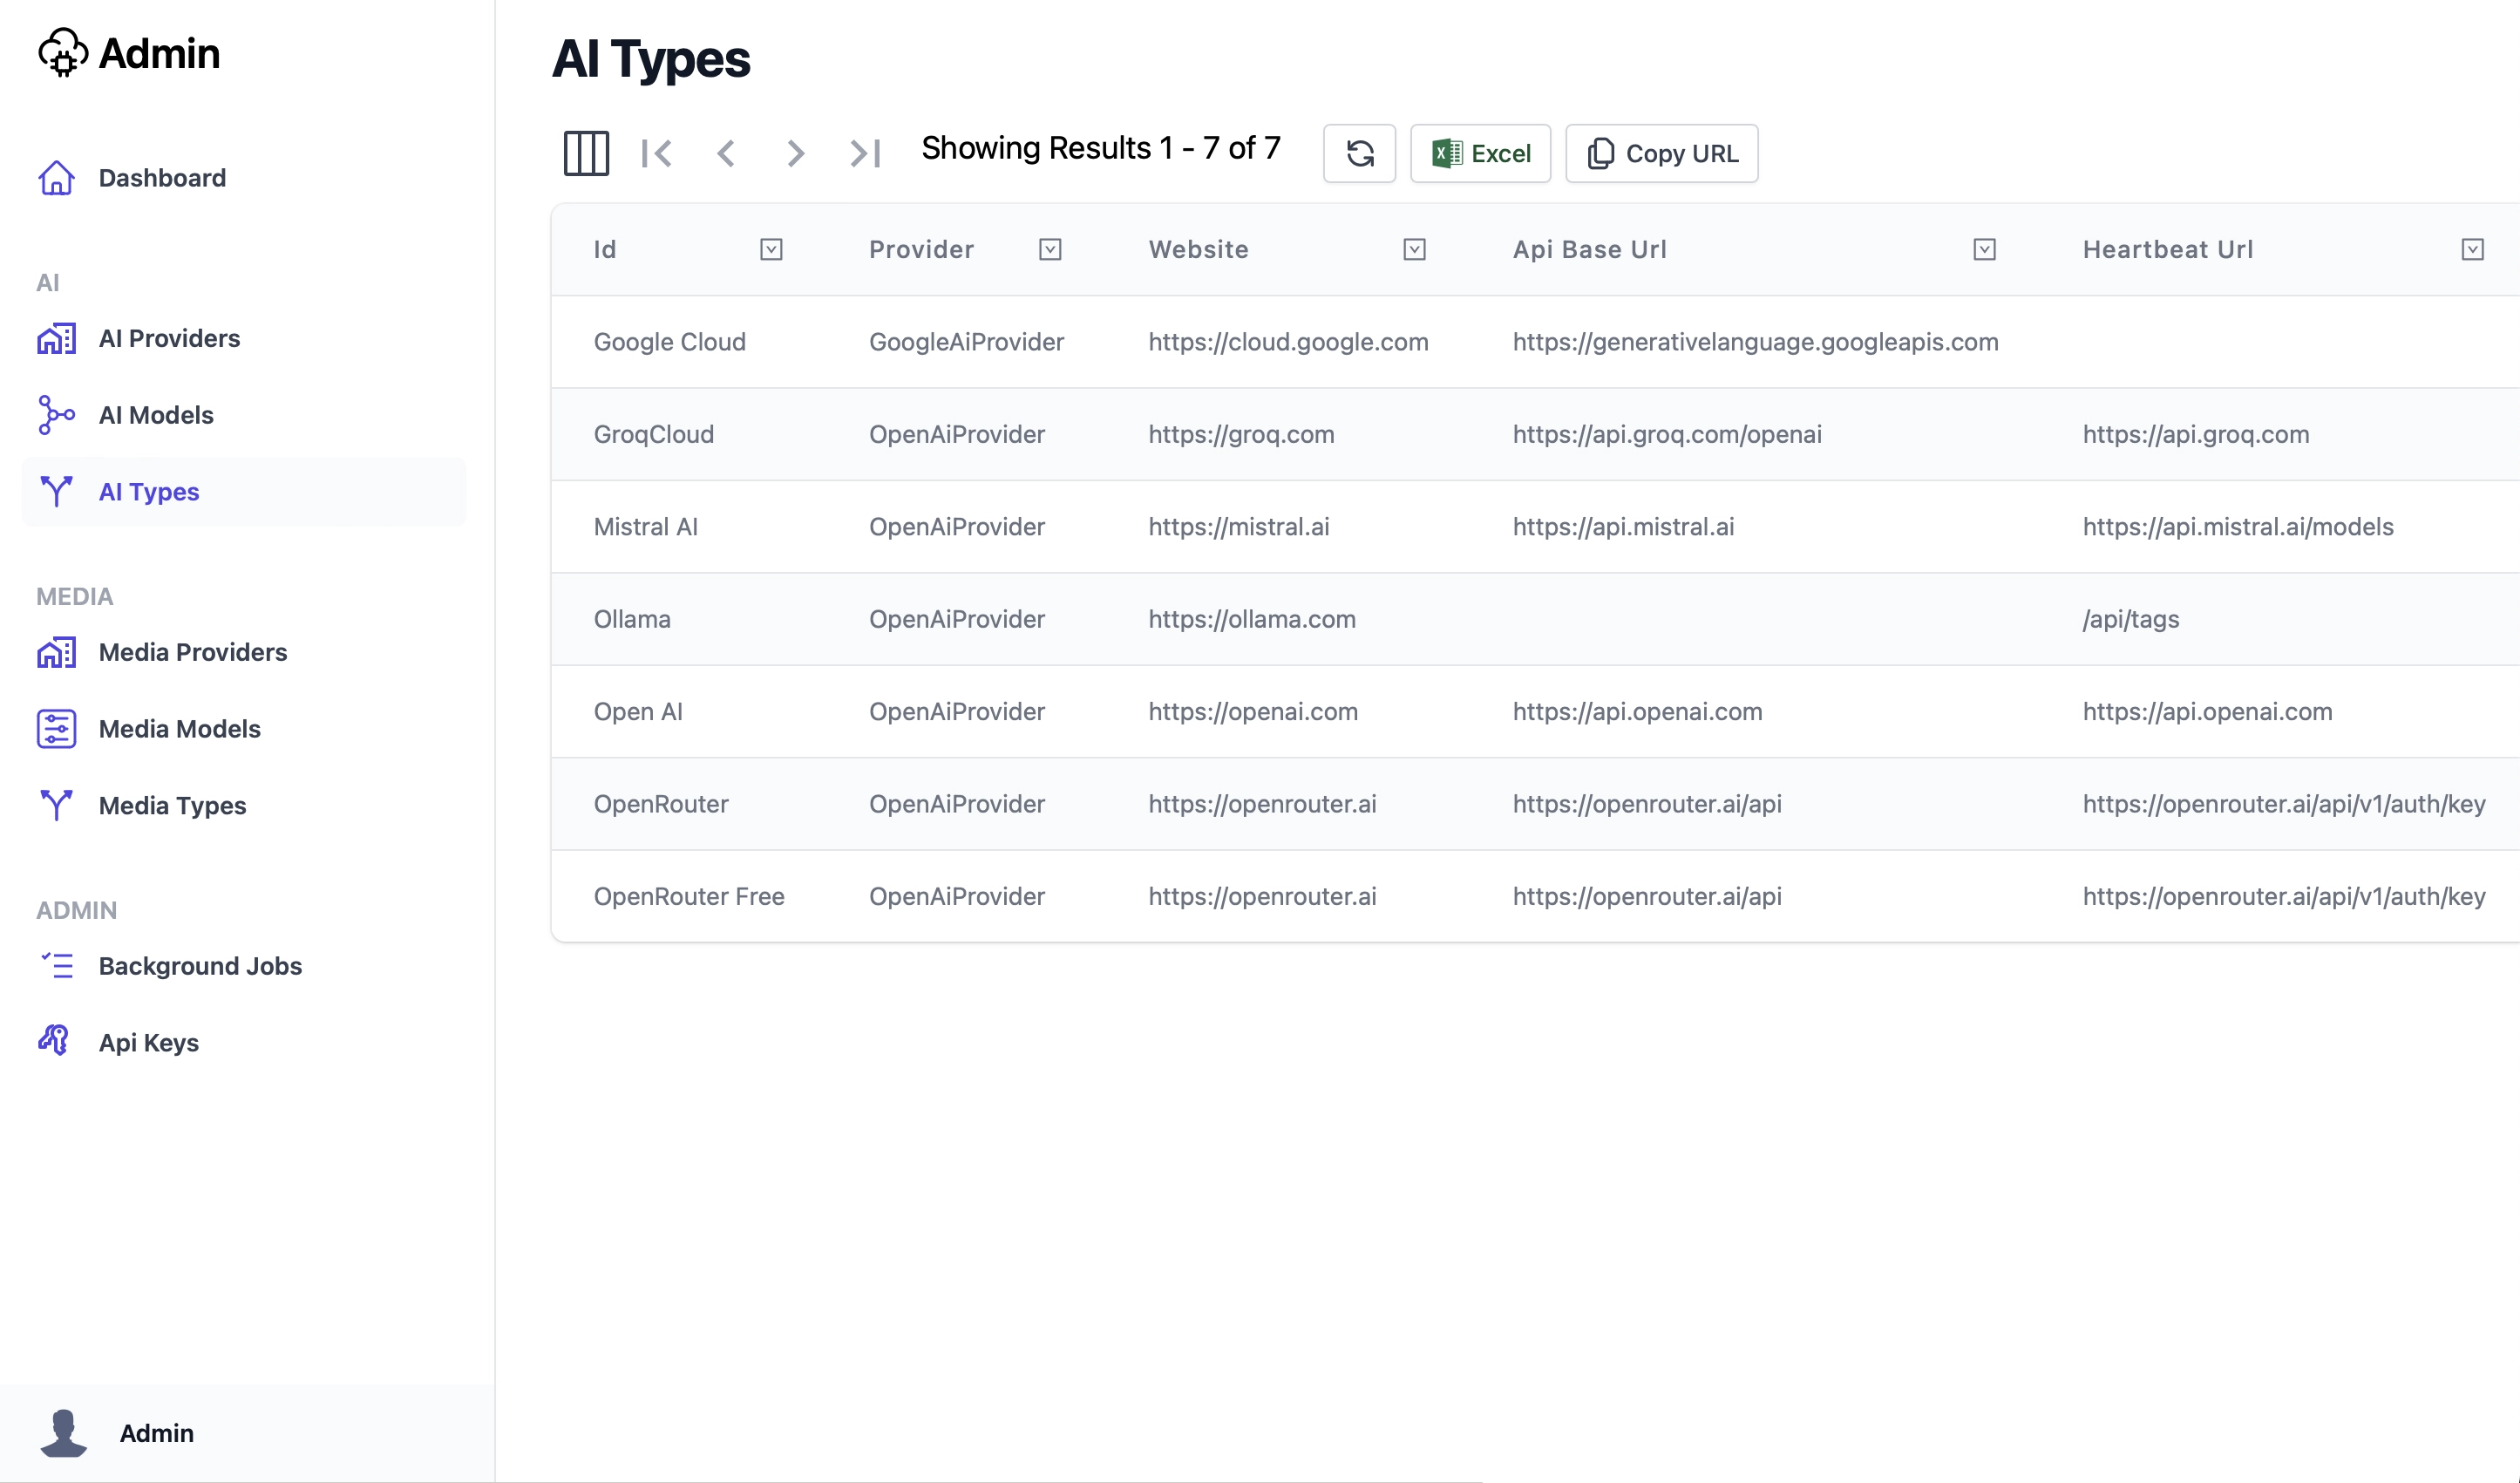 Admin
Dashboard
AI
AI Providers
AI Models
AI Types
MEDIA
Media Providers
Media Models
Media Types
ADMIN
Background Jobs
Api Keys
Admin
AI Types
Showing Results 1 - 7 of 7 Excel Copy URL
Id Provider Website Api Base Url Heartbeat Url
Google Cloud GoogleAiProvider https://cloud.google.com https://generativelanguage.googleapis.com
GroqCloud OpenAiProvider https://groq.com https://api.groq.com/openai https://api.groq.com
Mistral AI OpenAiProvider https://mistral.ai https://api.mistral.ai https://api.mistral.ai/models
Ollama OpenAiProvider https://ollama.com /api/tags
Open AI OpenAiProvider https://openai.com https://api.openai.com https://api.openai.com
OpenRouter OpenAiProvider https://openrouter.ai https://openrouter.ai/api https://openrouter.ai/api/v1/auth/key
OpenRouter Free OpenAiProvider https://openrouter.ai https://openrouter.ai/api https://openrouter.ai/api/v1/auth/key